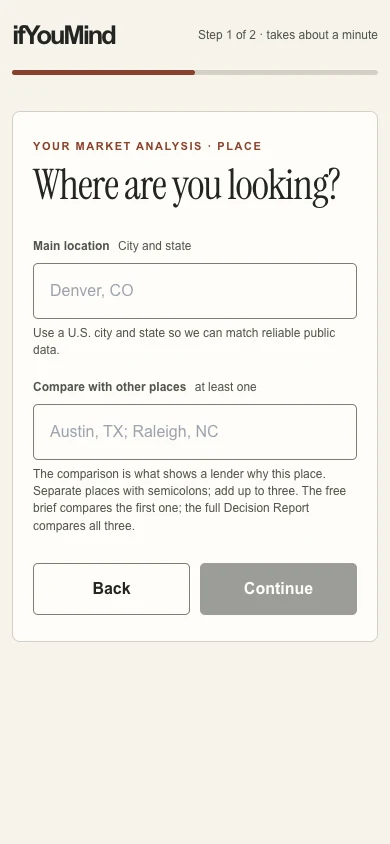 ifYouMind
Step 1 of 2 · takes about a minute
YOUR MARKET ANALYSIS · PLACE
Where are you looking?
Main location City and state
Denver, CO
Use a U.S. city and state so we can match reliable public
data.
Compare with other places at least one
Austin, TX; Raleigh, NC
The comparison is what shows a lender why this place.
Separate places with semicolons; add up to three. The free
brief compares the first one; the full Decision Report
compares all three.
Back
Continue